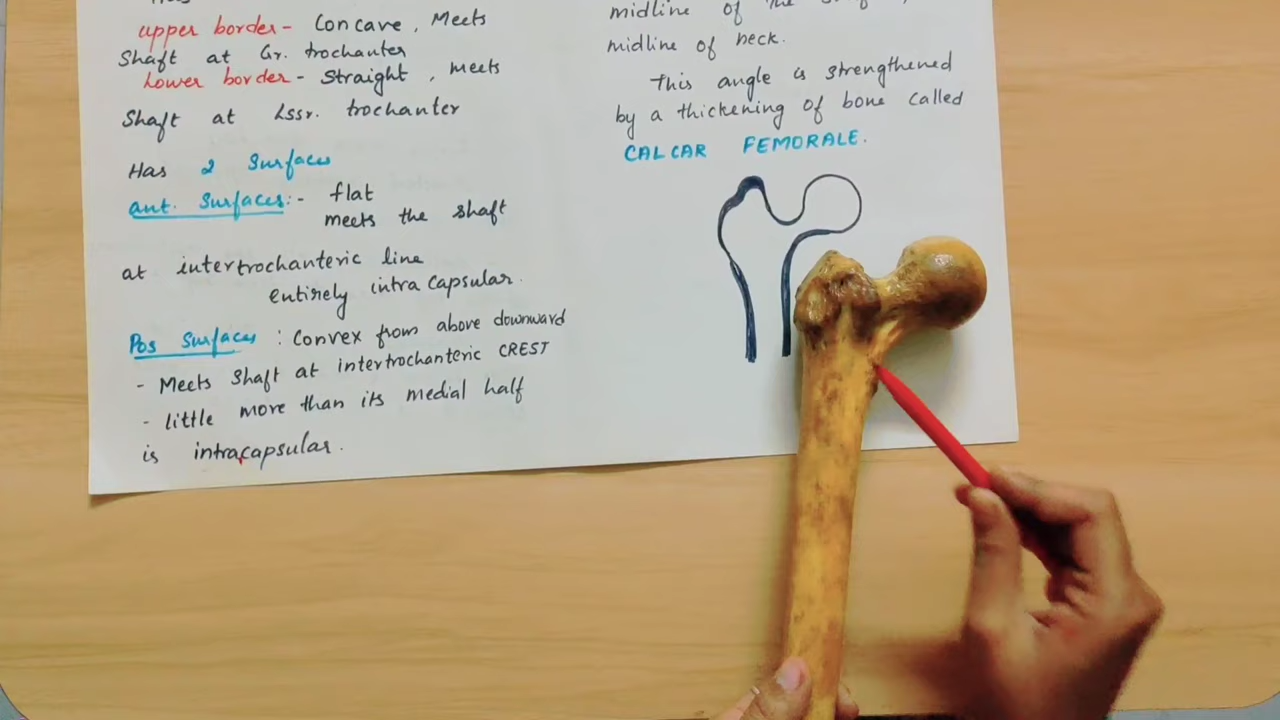 upper border - Concave, Meets
Shaft at Gr. trochanter
Lower border - Straight, meets
Shaft at Lssr. trochanter
Has 2 Surfaces
ant. Surfaces:- flat
meets the shaft
at intertrochanteric line
entirely intra capsular.
Pos Surfaces : Convex from above downward
- Meets Shaft at intertrochanteric CREST
- little more than its medial half
is intracapsular.
midline of the
midline of neck.
This angle is strengthened
by a thickening of bone called
CALCAR FEMORALE.